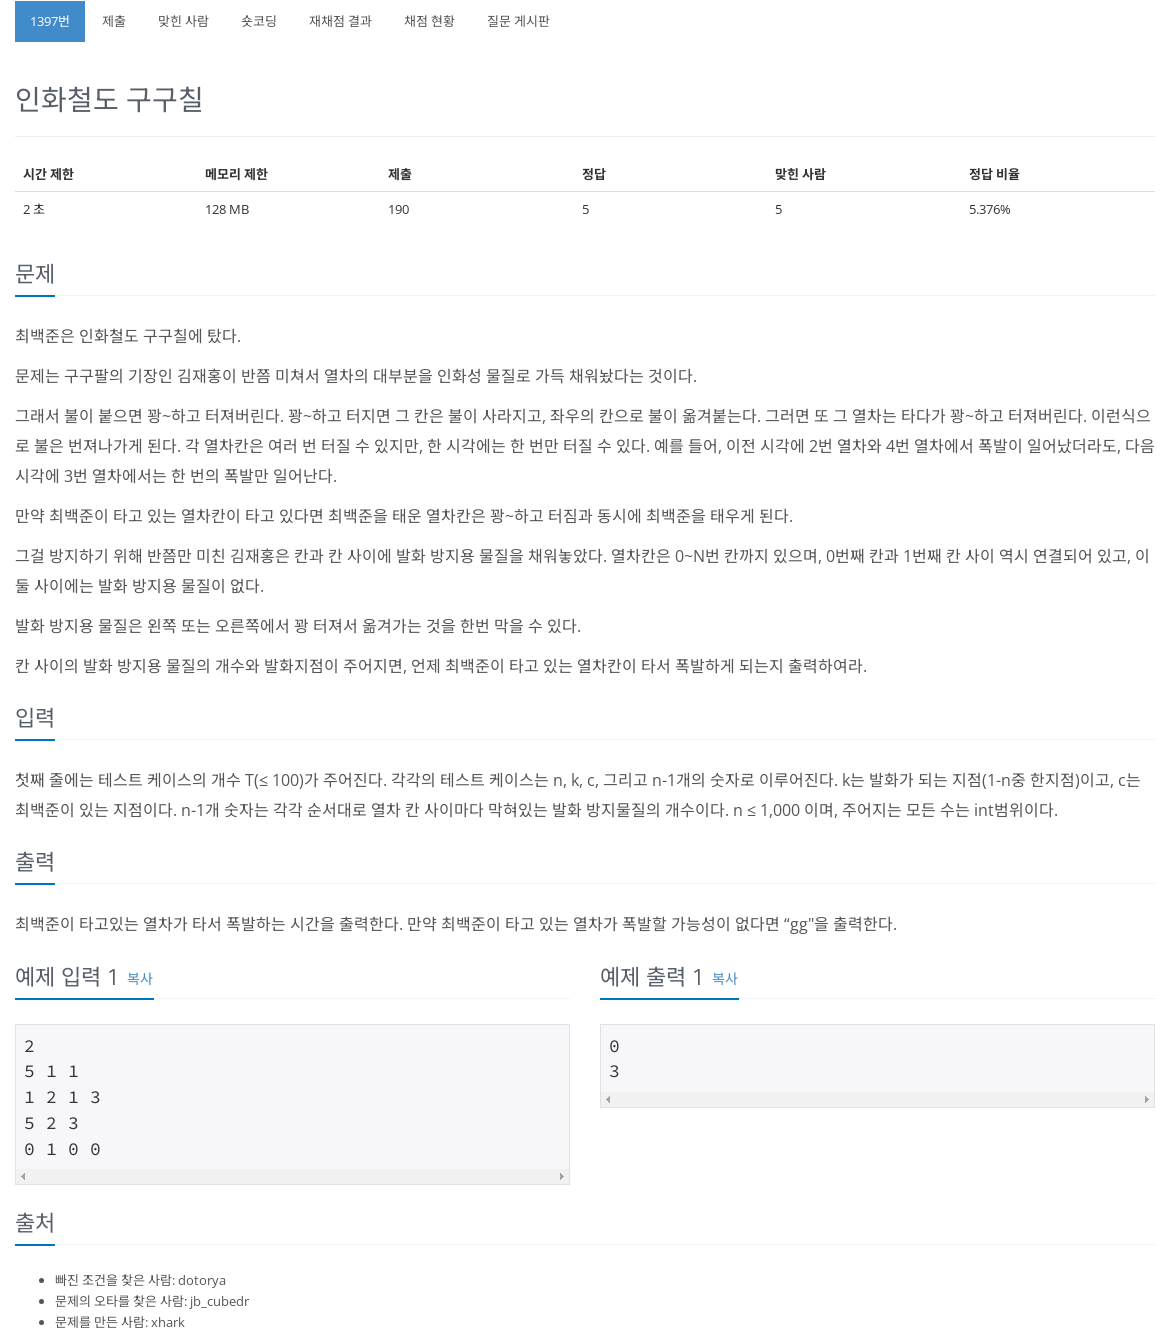 1397번 제출 맞힌 사람 숏코딩 재채점 결과 채점 현황 질문 게시판
인화철도 구구칠
시간 제한 메모리 제한 제출 정답 맞힌 사람 정답 비율
2 초 128 MB 190 5 5 5.376%
문제
최백준은 인화철도 구구칠에 탔다.
문제는 구구팔의 기장인 김재홍이 반쯤 미쳐서 열차의 대부분을 인화성 물질로 가득 채워놨다는 것이다.
그래서 불이 붙으면 꽝~하고 터져버린다. 꽝~하고 터지면 그 칸은 불이 사라지고, 좌우의 칸으로 불이 옮겨붙는다. 그러면 또 그 열차는 타다가 꽝~하고 터져버린다. 이런식으
로 불은 번져나가게 된다. 각 열차칸은 여러 번 터질 수 있지만, 한 시각에는 한 번만 터질 수 있다. 예를 들어, 이전 시각에 2번 열차와 4번 열차에서 폭발이 일어났더라도, 다음
시각에 3번 열차에서는 한 번의 폭발만 일어난다.
만약 최백준이 타고 있는 열차칸이 타고 있다면 최백준을 태운 열차칸은 꽝~하고 터짐과 동시에 최백준을 태우게 된다.
그걸 방지하기 위해 반쯤만 미친 김재홍은 칸과 칸 사이에 발화 방지용 물질을 채워놓았다. 열차칸은 0~N번 칸까지 있으며, 0번째 칸과 1번째 칸 사이 역시 연결되어 있고, 이
둘 사이에는 발화 방지용 물질이 없다.
발화 방지용 물질은 왼쪽 또는 오른쪽에서 꽝 터져서 옮겨가는 것을 한번 막을 수 있다.
칸 사이의 발화 방지용 물질의 개수와 발화지점이 주어지면, 언제 최백준이 타고 있는 열차칸이 타서 폭발하게 되는지 출력하여라.
입력
첫째 줄에는 테스트 케이스의 개수 T(≤ 100)가 주어진다. 각각의 테스트 케이스는 n, k, c, 그리고 n-1개의 숫자로 이루어진다. k는 발화가 되는 지점(1-n중 한지점)이고, c는
최백준이 있는 지점이다. n-1개 숫자는 각각 순서대로 열차 칸 사이마다 막혀있는 발화 방지물질의 개수이다. n ≤ 1,000 이며, 주어지는 모든 수는 int범위이다.
출력
최백준이 타고있는 열차가 타서 폭발하는 시간을 출력한다. 만약 최백준이 타고 있는 열차가 폭발할 가능성이 없다면 “gg"을 출력한다.
예제 입력 1 복사
2
5 1 1
1 2 1 3
5 2 3
0 1 0 0
예제 출력 1 복사
0
3
출처
빠진 조건을 찾은 사람: dotorya
문제의 오타를 찾은 사람: jb_cubedr
문제를 만든 사람: xhark